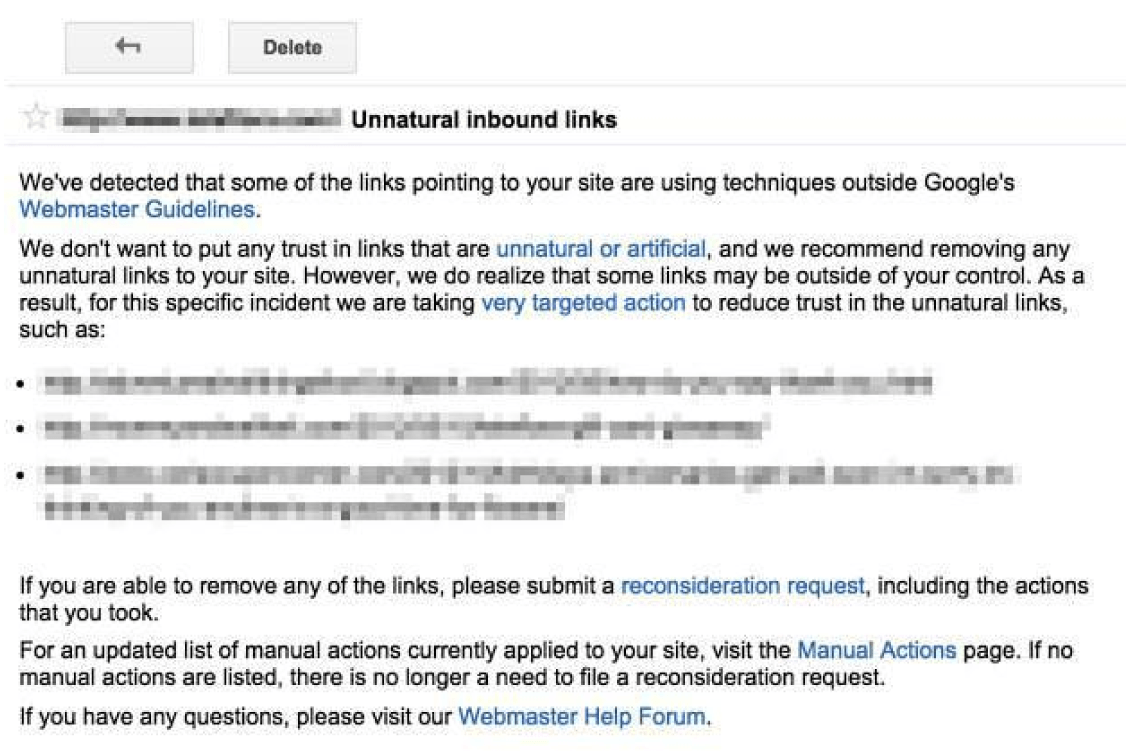 Delete
Unnatural inbound links
We've detected that some of the links pointing to your site are using techniques outside Google's
Webmaster Guidelines.
We don't want to put any trust in links that are unnatural or artificial, and we recommend removing any
unnatural links to your site. However, we do realize that some links may be outside of your control. As a
result, for this specific incident we are taking very targeted action to reduce trust in the unnatural links,
such as:
If you are able to remove any of the links, please submit a reconsideration request, including the actions
that you took.
For an updated list of manual actions currently applied to your site, visit the Manual Actions page. If no
manual actions are listed, there is no longer a need to file a reconsideration request.
If you have any questions, please visit our Webmaster Help Forum.